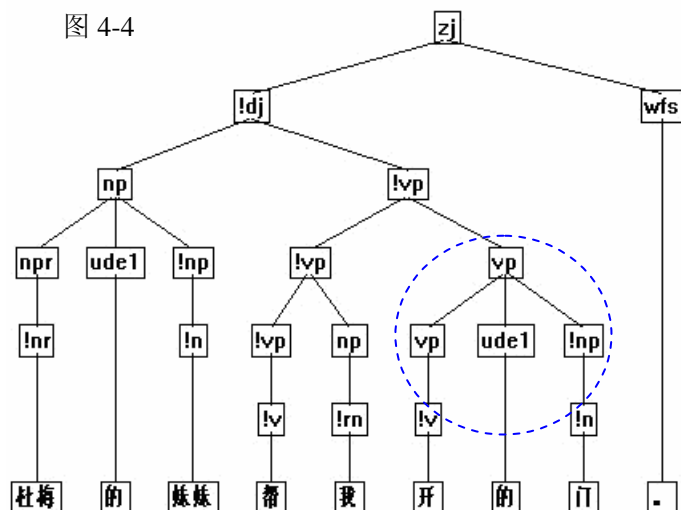 图 4-4
zj
!dj wfs
np !vp
npr ude1 !np !vp vp
!nr !n !vp np vp ude1 !np
!v !rn !v !n
杜梅 的 妹妹 帮 我 开 的 门 。